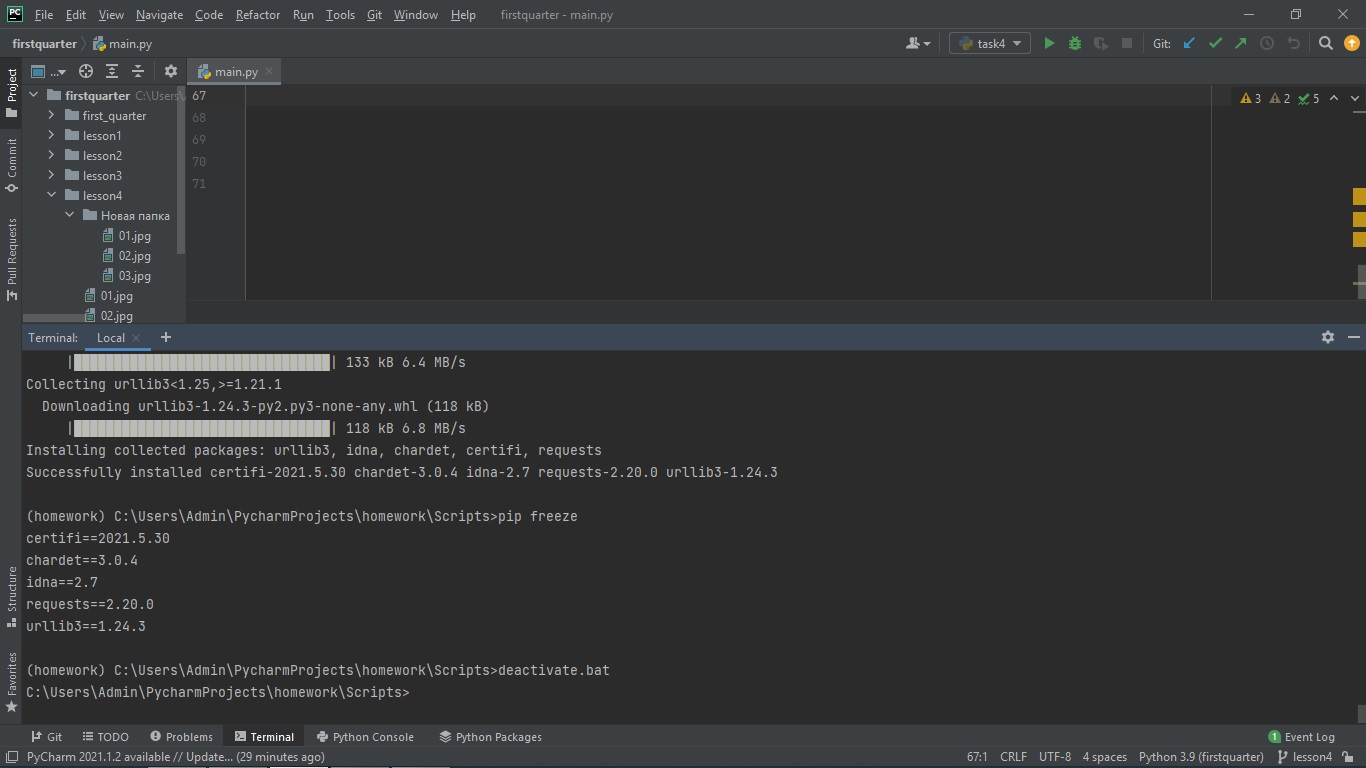 PC File Edit View Navigate Code Refactor Run Tools Git Window Help firstquarter - main.py
firstquarter main.py task4 Git:
... main.py
Project
Commit
Pull Requests
Structure
Favorites
firstquarter C:\Users\
first_quarter
lesson1
lesson2
lesson3
lesson4
Новая папка
01.jpg
02.jpg
03.jpg
01.jpg
02.jpg
67
68
69
70
71
3 2 5
Terminal: Local
133 kB 6.4 MB/s
Collecting urllib3<1.25,>=1.21.1
Downloading urllib3-1.24.3-py2.py3-none-any.whl (118 kB)
118 kB 6.8 MB/s
Installing collected packages: urllib3, idna, chardet, certifi, requests
Successfully installed certifi-2021.5.30 chardet-3.0.4 idna-2.7 requests-2.20.0 urllib3-1.24.3
(homework) C:\Users\Admin\PycharmProjects\homework\Scripts>pip freeze
certifi==2021.5.30
chardet==3.0.4
idna==2.7
requests==2.20.0
urllib3==1.24.3
(homework) C:\Users\Admin\PycharmProjects\homework\Scripts>deactivate.bat
C:\Users\Admin\PycharmProjects\homework\Scripts>
Git TODO Problems Terminal Python Console Python Packages 1 Event Log
PyCharm 2021.1.2 available // Update... (29 minutes ago) 67:1 CRLF UTF-8 4 spaces Python 3.9 (firstquarter) lesson4